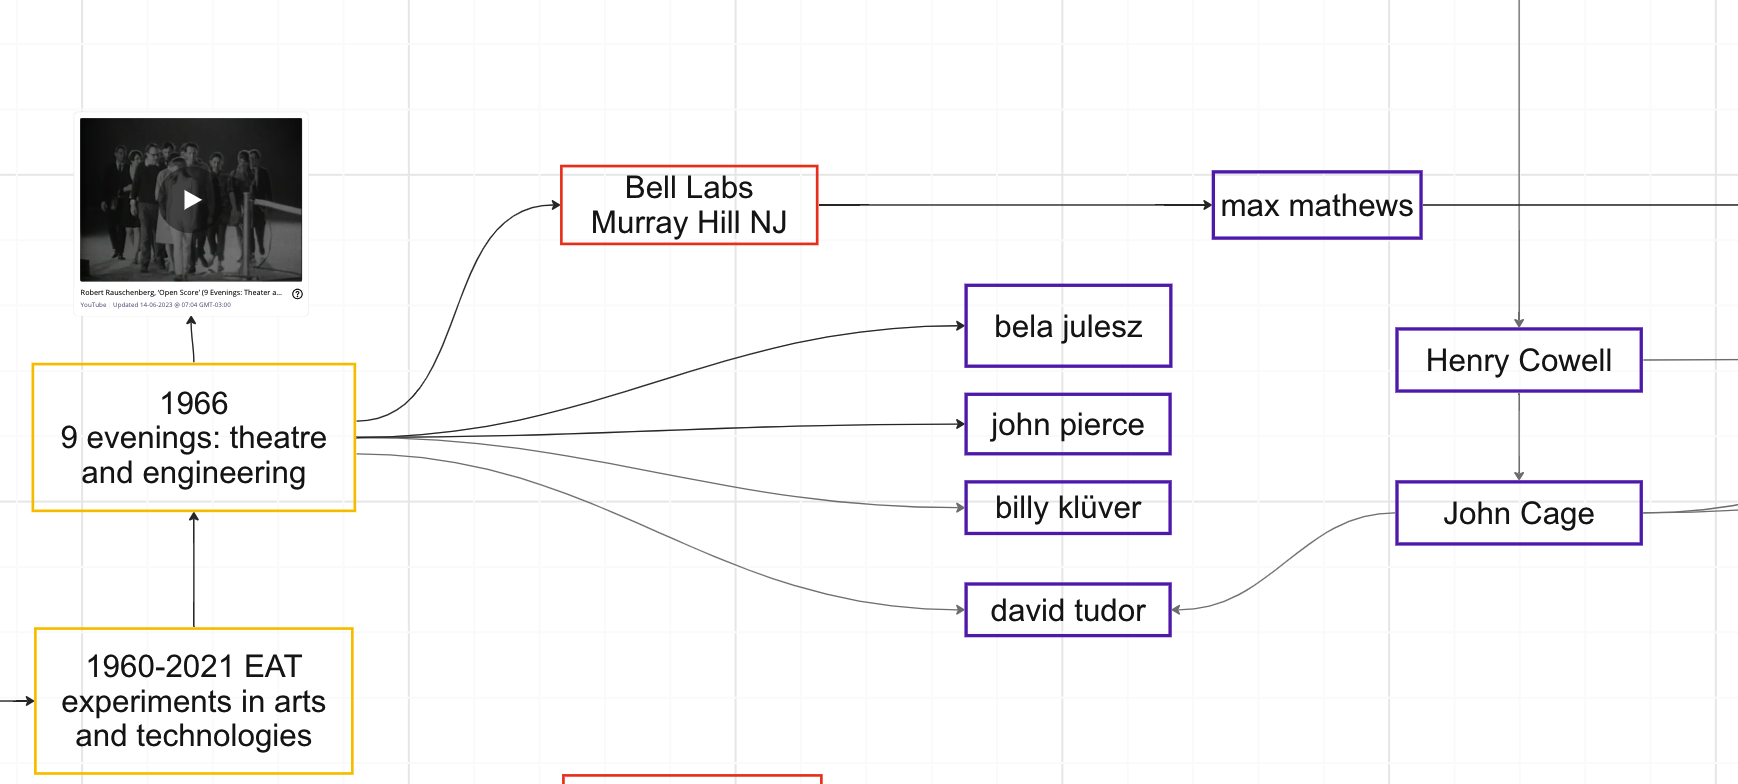 Bell Labs
Murray Hill NJ
max mathews
Robert Rauschenberg, 'Open Score' (9 Evenings: Theater a...
?
YouTube Updated 14-06-2023 @ 07:04 GMT-03:00
bela julesz
Henry Cowell
1966
9 evenings: theatre
and engineering
john pierce
billy klüver
John Cage
david tudor
1960-2021 EAT
experiments in arts
and technologies